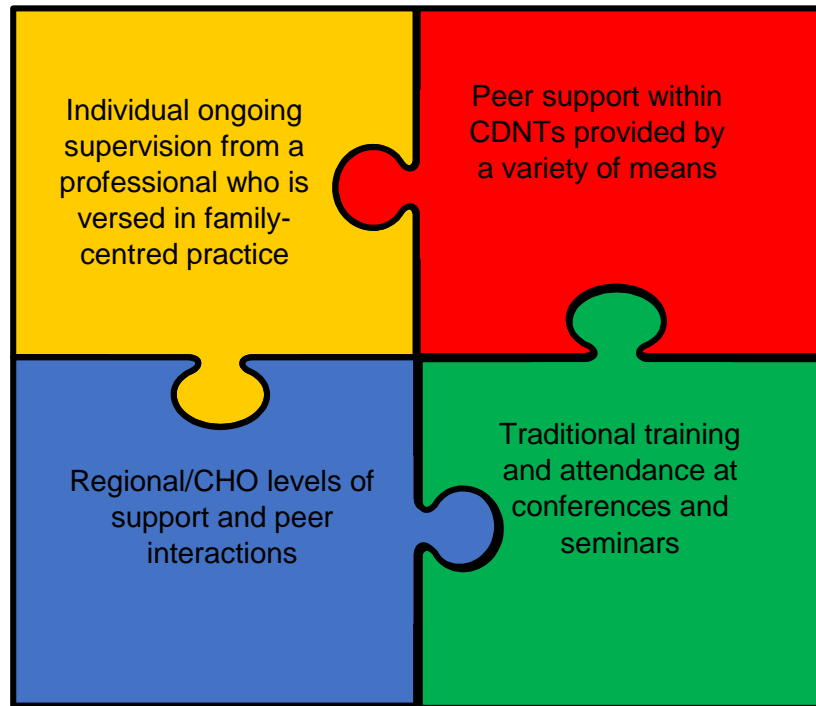 Individual ongoing
supervision from a
professional who is
versed in family-
centred practice
Peer support within
CDNTs provided by
a variety of means
Regional/CHO levels of
support and peer
interactions
Traditional training
and attendance at
conferences and
seminars